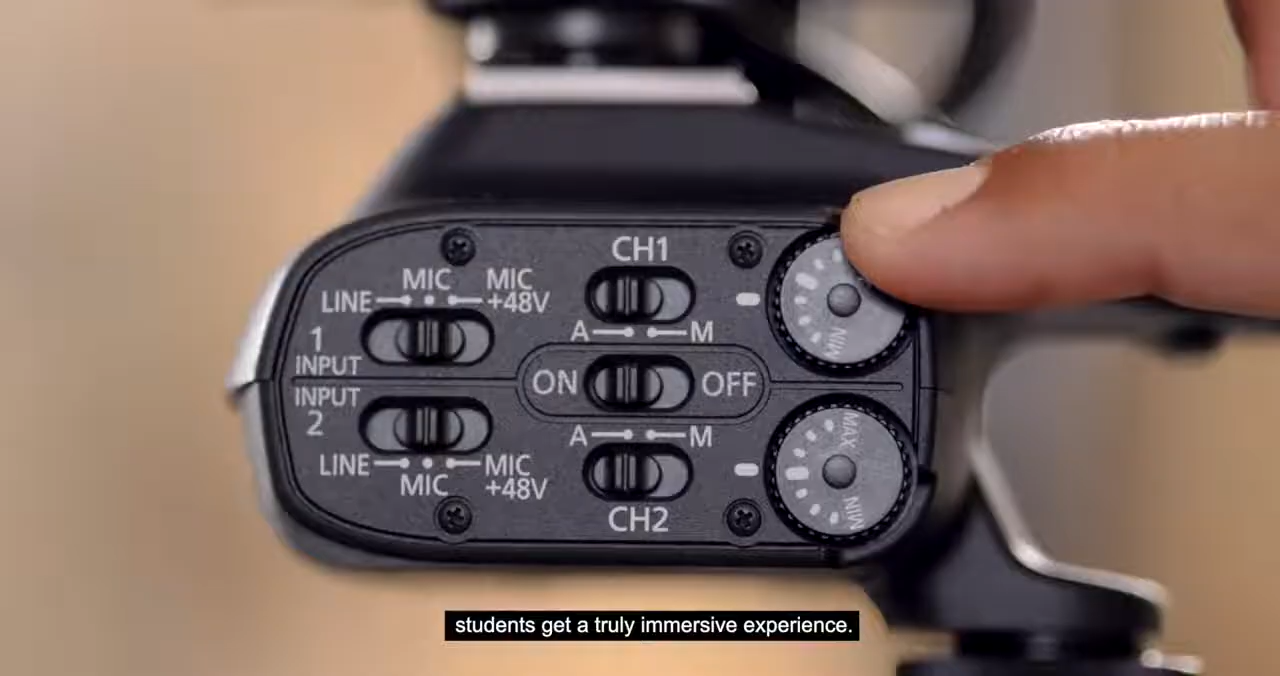 CH1
MIC MIC
LINE +48V
A M
1
INPUT
MIN
ON OFF
INPUT
2
A M
MAX
LINE MIC
MIC +48V
MIN
CH2
students get a truly immersive experience.